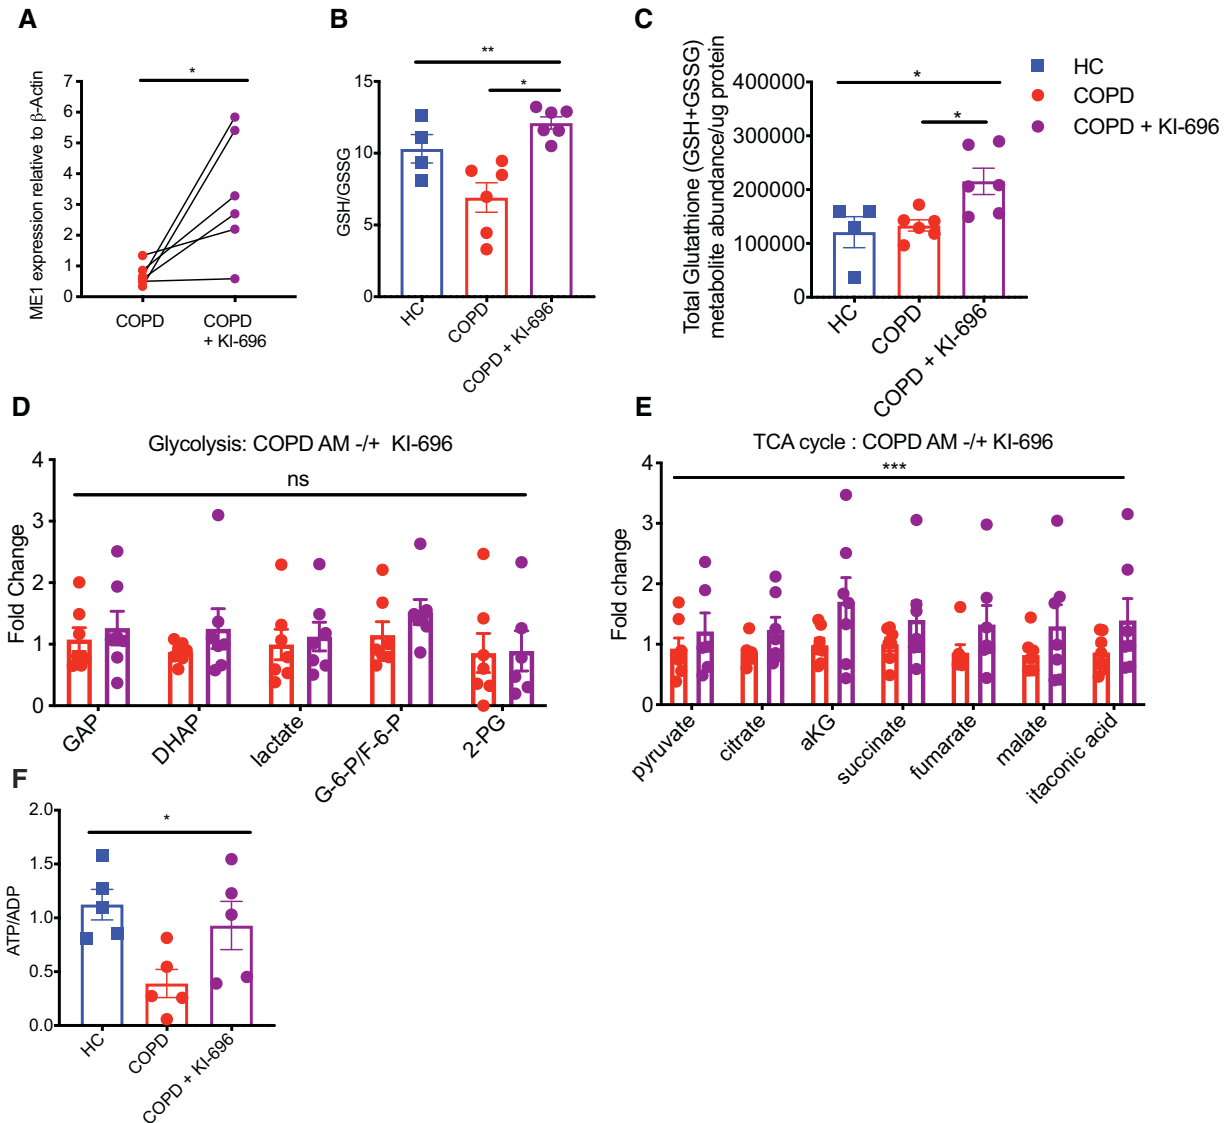 A
ME1 expression relative to β-Actin
7
6
5
4
3
2
1
0
*
COPD
COPD
+ KI-696
B
GSH/GSSG
15
10
5
0
**
*
HC
COPD
COPD + KI-696
C
Total Glutathione (GSH+GSSG)
metabolite abundance/ug protein
400000
300000
200000
100000
0
*
*
HC
COPD
COPD + KI-696
HC
COPD
COPD + KI-696
D
Glycolysis: COPD AM -/+ KI-696
Fold Change
4
3
2
1
0
ns
GAP
DHAP
lactate
G-6-P/F-6-P
2-PG
E
TCA cycle : COPD AM -/+ KI-696
Fold change
4
3
2
1
0
***
pyruvate
citrate
aKG
succinate
fumarate
malate
itaconic acid
F
ATP/ADP
2.0
1.5
1.0
0.5
0.0
*
HC
COPD
COPD + KI-696